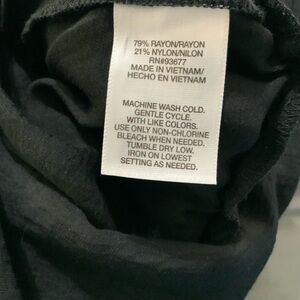 79% RAYON/RAYON
21% NYLON/NILON
RN#93677
MADE IN VIETNAM/
HECHO EN VIETNAM/
MACHINE WASH COLD.
GENTLE CYCLE.
WITH LIKE COLORS.
USE ONLY NON-CHLORINE
BLEACH WHEN NEEDED.
TUMBLE DRY LOW.
IRON ON LOWEST
SETTING AS NEEDED.